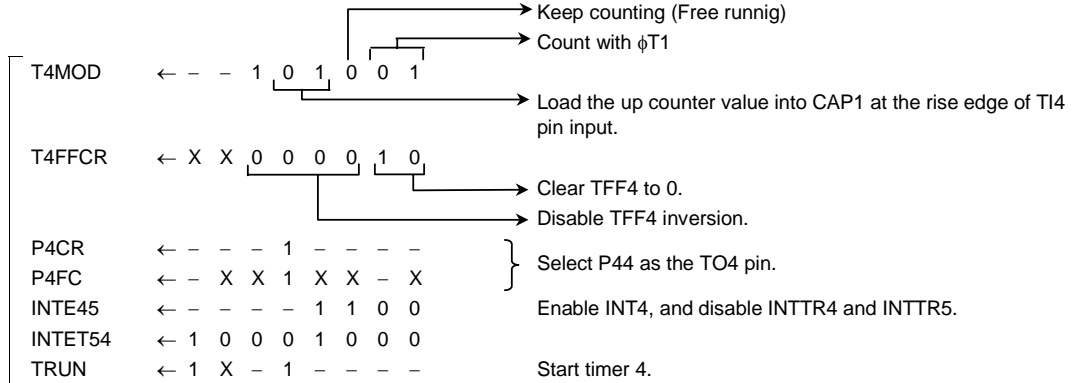 Keep counting (Free runnig)
Count with φT1
T4MOD ← – – 1 0 1 0 0 1
Load the up counter value into CAP1 at the rise edge of TI4
pin input.
T4FFCR ← X X 0 0 0 0 1 0
Clear TFF4 to 0.
Disable TFF4 inversion.
P4CR ← – – – 1 – – – –
P4FC ← – X X 1 X X – X
Select P44 as the TO4 pin.
INTE45 ← – – – – 1 1 0 0 Enable INT4, and disable INTTR4 and INTTR5.
INTET54 ← 1 0 0 0 1 0 0 0
TRUN ← 1 X – 1 – – – – Start timer 4.